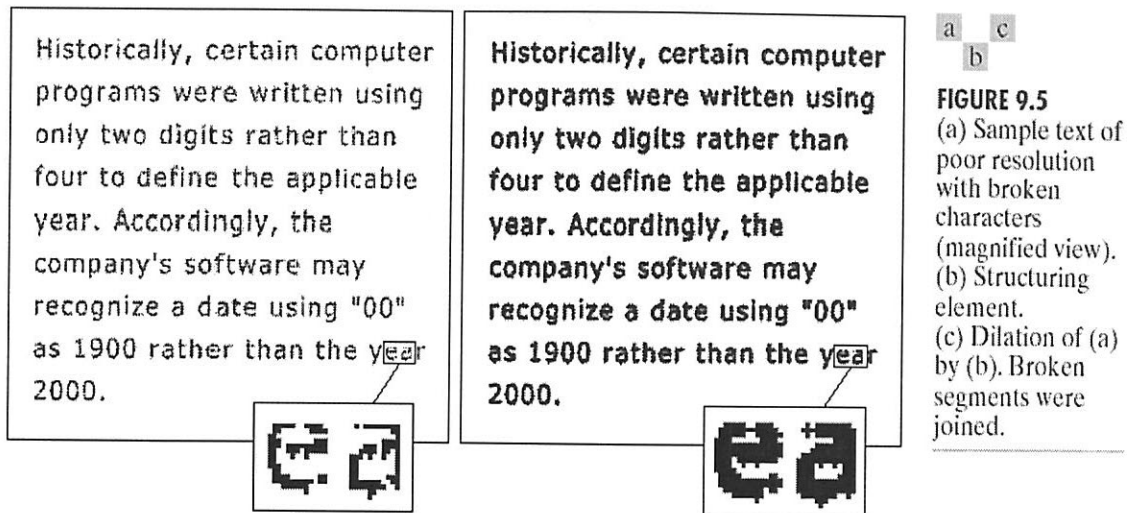 Historically, certain computer
programs were written using
only two digits rather than
four to define the applicable
year. Accordingly, the
company's software may
recognize a date using "00"
as 1900 rather than the year
2000.
ea
Historically, certain computer
programs were written using
only two digits rather than
four to define the applicable
year. Accordingly, the
company's software may
recognize a date using "00"
as 1900 rather than the year
2000.
ea
a c
b
FIGURE 9.5
(a) Sample text of
poor resolution
with broken
characters
(magnified view).
(b) Structuring
element.
(c) Dilation of (a)
by (b). Broken
segments were
joined.